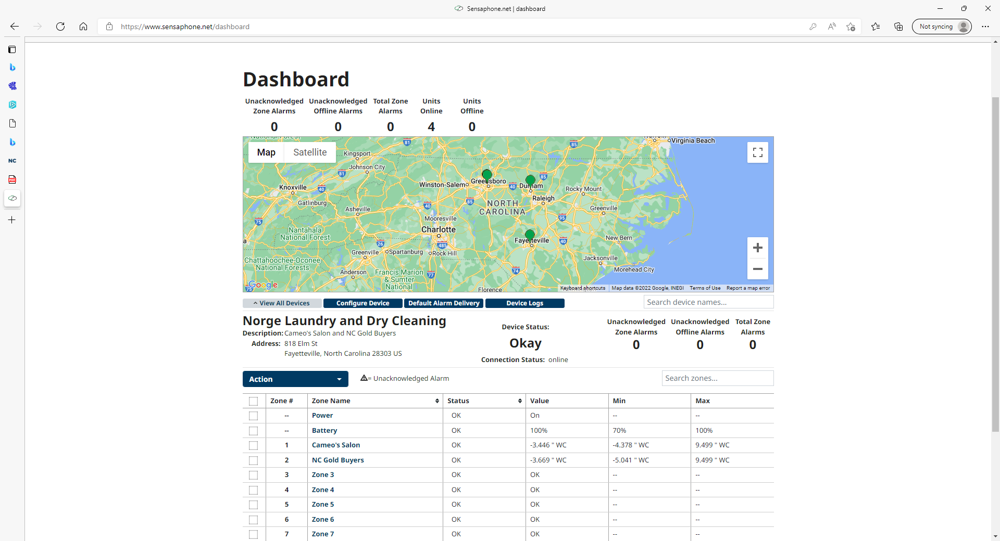 Sensaphone.net | dashboard
https://www.sensaphone.net/dashboard
Not syncing
NC
PDF
Dashboard
Unacknowledged Zone Alarms
0
Unacknowledged Offline Alarms
0
Total Zone Alarms
0
Units Online
4
Units Offline
0
Map
Satellite
81
85
Virginia Beach
Kingsport
Johnson City
81
Winston-Salem
Greensboro
85
40
Durham
Knoxville
40
Rocky Mount
Gatlinburg
Raleigh
85
NORTH
CAROLINA
40
Asheville
Greenville
Mooresville
95
75
Charlotte
Nantahala
National Forest
Fayetteville
40
New Bern
26
485
Greenville
Spartanburg
Rock Hill
Chattahoochee-Oconee
National Forests
Jacksonville
Anderson
Francis Marion
& Sumter
National
77
74
Morehead City
75
Google
Florence
Keyboard shortcuts
Map data ©2022 Google, INEGI
Terms of Use
Report a map error
View All Devices
Configure Device
Default Alarm Delivery
Device Logs
Search device names...
Norge Laundry and Dry Cleaning
Description: Cameo's Salon and NC Gold Buyers
Address: 818 Elm St
Fayetteville, North Carolina 28303 US
Device Status:
Okay
Connection Status: online
Unacknowledged Zone Alarms
0
Unacknowledged Offline Alarms
0
Total Zone Alarms
0
Action
= Unacknowledged Alarm
Search zones...
Zone # Zone Name Status Value Min Max
-- Power OK On -- --
-- Battery OK 100% 70% 100%
1 Cameo's Salon OK -3.446 " WC -4.378 " WC 9.499 " WC
2 NC Gold Buyers OK -3.669 " WC -5.041 " WC 9.499 " WC
3 Zone 3 OK OK -- --
4 Zone 4 OK OK -- --
5 Zone 5 OK OK -- --
6 Zone 6 OK OK -- --
7 Zone 7 OK OK -- --